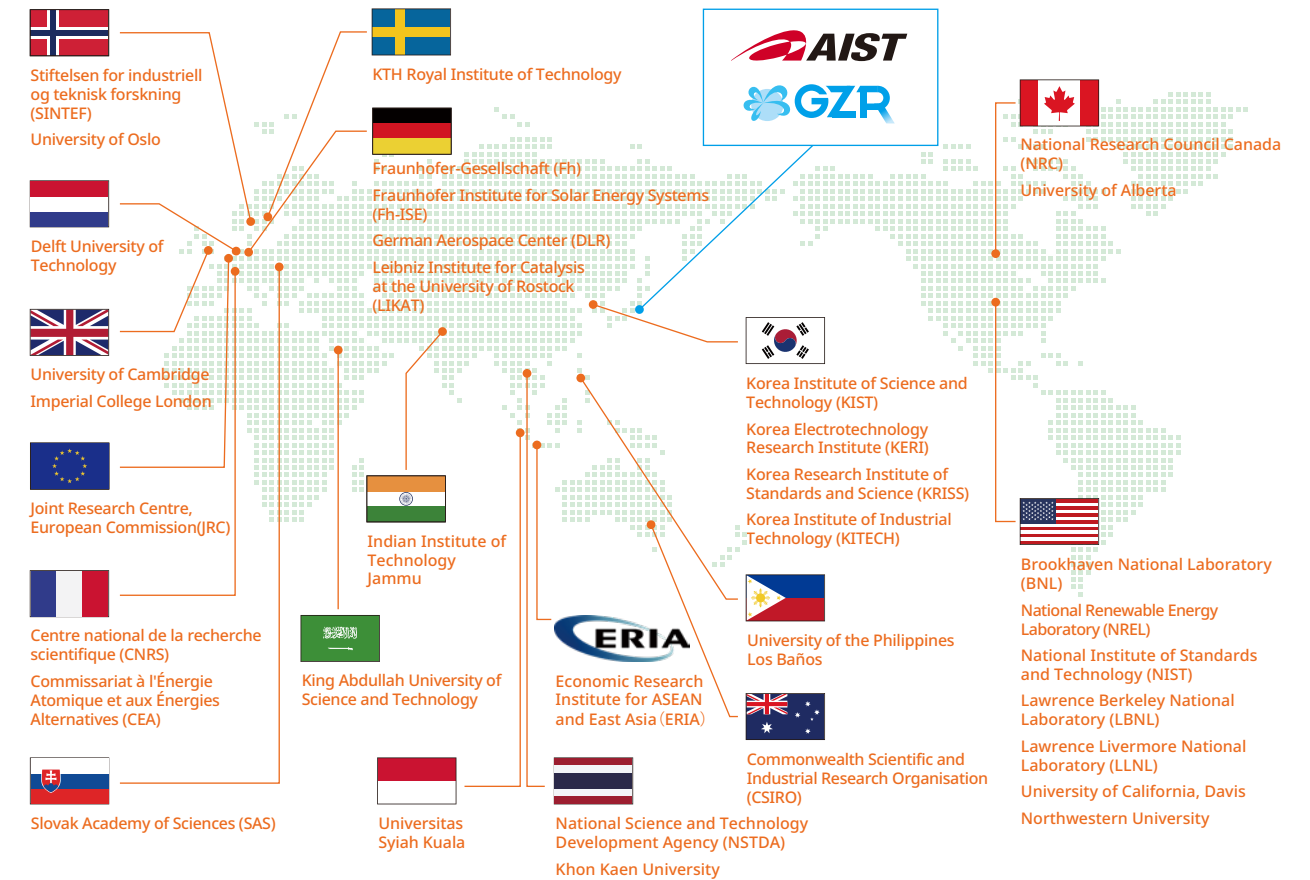 Stiftelsen for industriell
og teknisk forskning
(SINTEF)
University of Oslo
Delft University of
Technology
University of Cambridge
Imperial College London
Joint Research Centre,
European Commission(JRC)
Centre national de la recherche
scientifique (CNRS)
Commissariat à l'Énergie
Atomique et aux Énergies
Alternatives (CEA)
Slovak Academy of Sciences (SAS)
KTH Royal Institute of Technology
Fraunhofer-Gesellschaft (Fh)
Fraunhofer Institute for Solar Energy Systems
(Fh-ISE)
German Aerospace Center (DLR)
Leibniz Institute for Catalysis
at the University of Rostock
(LIKAT)
Indian Institute of
Technology
Jammu
King Abdullah University of
Science and Technology
Universitas
Syiah Kuala
ERIA
Economic Research
Institute for ASEAN
and East Asia（ERIA）
National Science and Technology
Development Agency (NSTDA)
Khon Kaen University
AIST
GZR
Korea Institute of Science and
Technology (KIST)
Korea Electrotechnology
Research Institute (KERI)
Korea Research Institute of
Standards and Science (KRISS)
Korea Institute of Industrial
Technology (KITECH)
University of the Philippines
Los Baños
Commonwealth Scientific and
Industrial Research Organisation
(CSIRO)
National Research Council Canada
(NRC)
University of Alberta
Brookhaven National Laboratory
(BNL)
National Renewable Energy
Laboratory (NREL)
National Institute of Standards
and Technology (NIST)
Lawrence Berkeley National
Laboratory (LBNL)
Lawrence Livermore National
Laboratory (LLNL)
University of California, Davis
Northwestern University